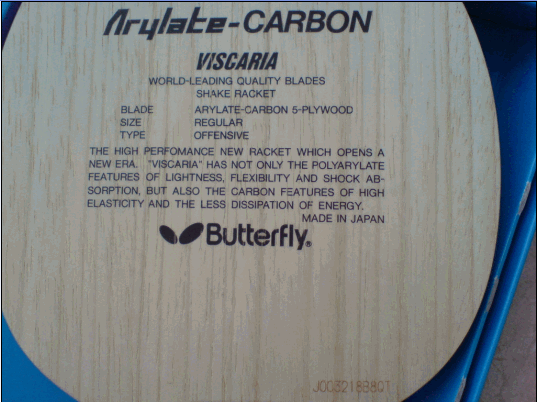 Arylate-CARBON
VISCARIA
WORLD-LEADING QUALITY BLADES
SHAKE RACKET
BLADE ARYLATE-CARBON 5-PLYWOOD
SIZE REGULAR
TYPE OFFENSIVE
THE HIGH PERFOMANCE NEW RACKET WHICH OPENS A
NEW ERA. "VISCARIA" HAS NOT ONLY THE POLYARYLATE
FEATURES OF LIGHTNESS, FLEXIBILITY AND SHOCK AB-
SORPTION, BUT ALSO THE CARBON FEATURES OF HIGH
ELASTICITY AND THE LESS DISSIPATION OF ENERGY.
MADE IN JAPAN
Butterfly®